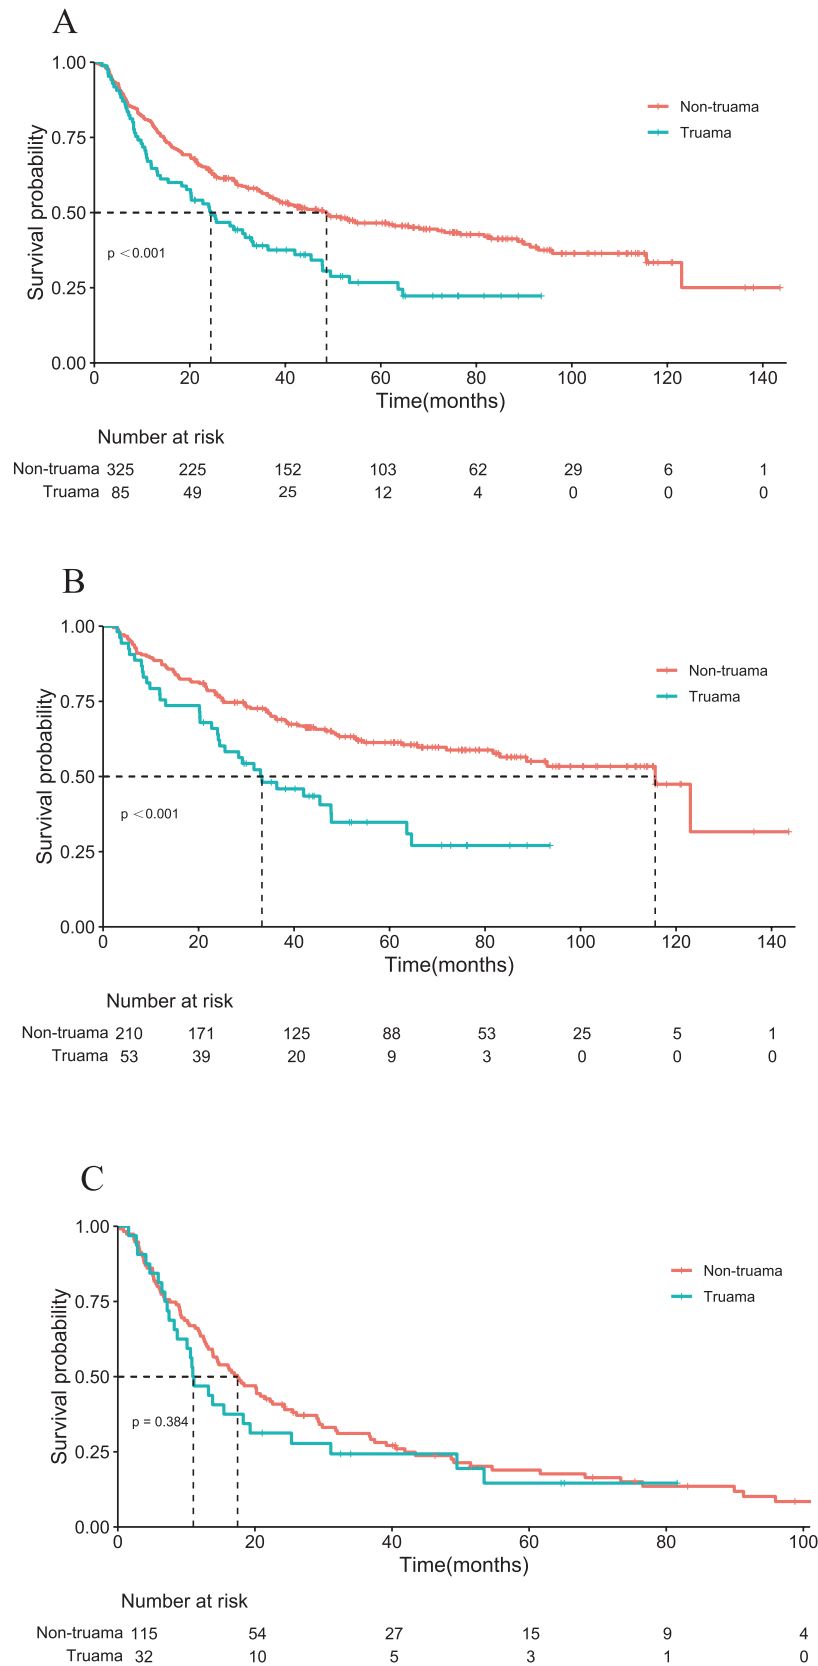 A
1.00
0.75
0.50
0.25
0.00
Survival probability
Non-truama
Truama
p <0.001
0 20 40 60 80 100 120 140
Time(months)
Number at risk
Non-truama 325 225 152 103 62 29 6 1
Truama 85 49 25 12 4 0 0 0
B
1.00
0.75
0.50
0.25
0.00
Survival probability
Non-truama
Truama
p <0.001
0 20 40 60 80 100 120 140
Time(months)
Number at risk
Non-truama 210 171 125 88 53 25 5 1
Truama 53 39 20 9 3 0 0 0
C
1.00
0.75
0.50
0.25
0.00
Survival probability
Non-truama
Truama
p = 0.384
0 20 40 60 80 100
Time(months)
Number at risk
Non-truama 115 54 27 15 9 4
Truama 32 10 5 3 1 0